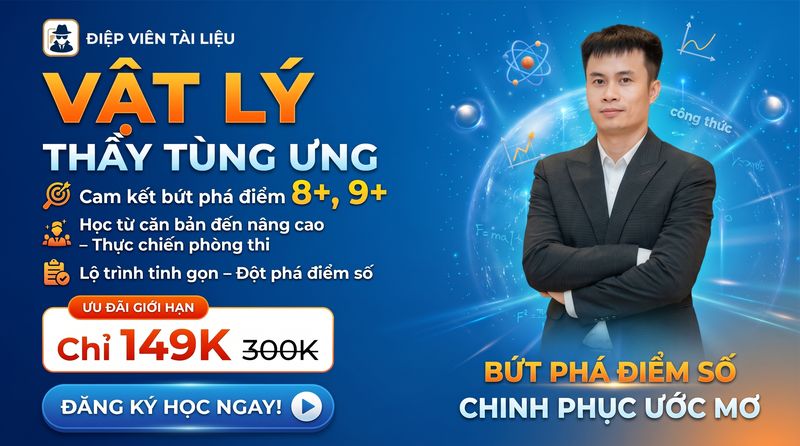 ĐIỆP VIÊN TÀI LIỆU
VẬT LÝ
THẦY TÙNG ƯNG
Cam kết bứt phá điểm 8+, 9+
Học từ căn bản đến nâng cao
– Thực chiến phòng thi
Lộ trình tinh gọn – Đột phá điểm số
ƯU ĐÃI GIỚI HẠN
Chỉ 149K 300K
ĐĂNG KÝ HỌC NGAY!
công thức
F=ma
BỨT PHÁ ĐIỂM SỐ
CHINH PHỤC ƯỚC MƠ